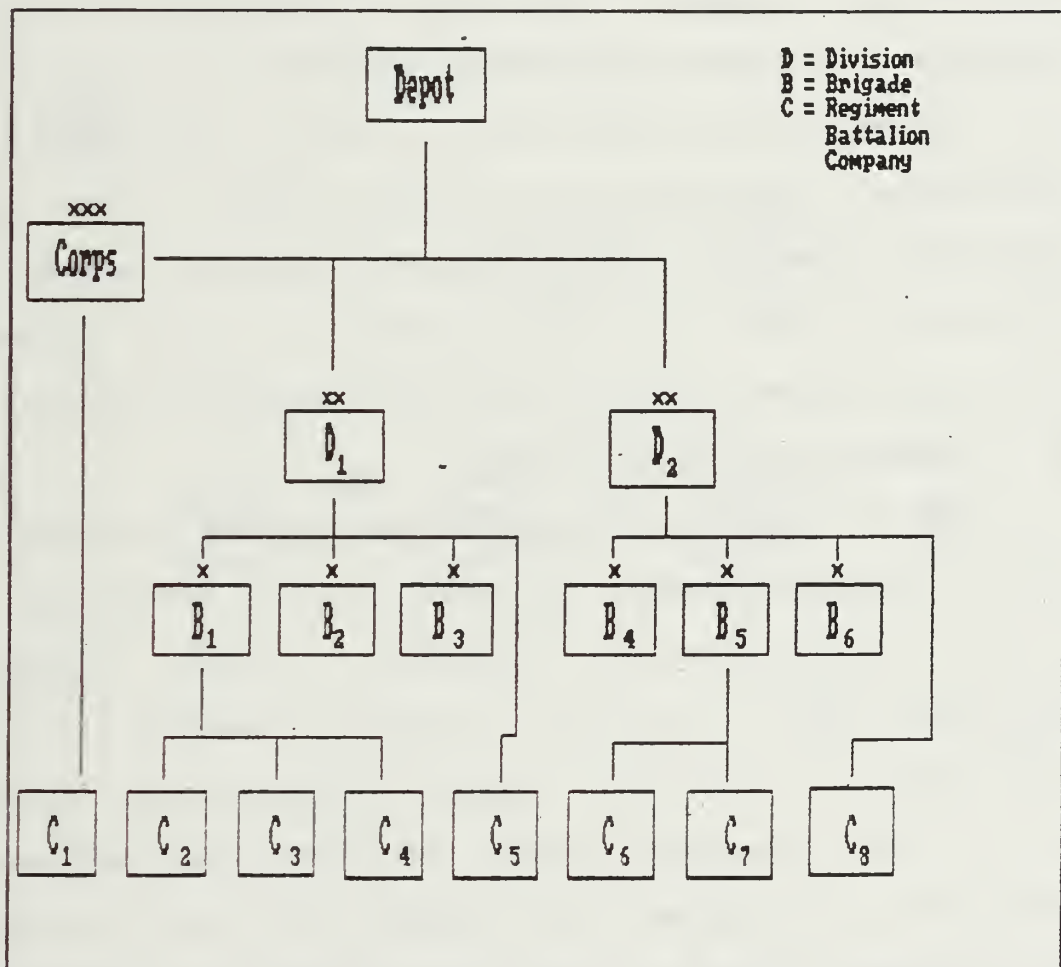 Depot
D = Division
B = Brigade
C = Regiment
Battalion
Company
xxx
Corps
xx xx
D1 D2
x x x x x x
B1 B2 B3 B4 B5 B6
C1 C2 C3 C4 C5 C6 C7 C8